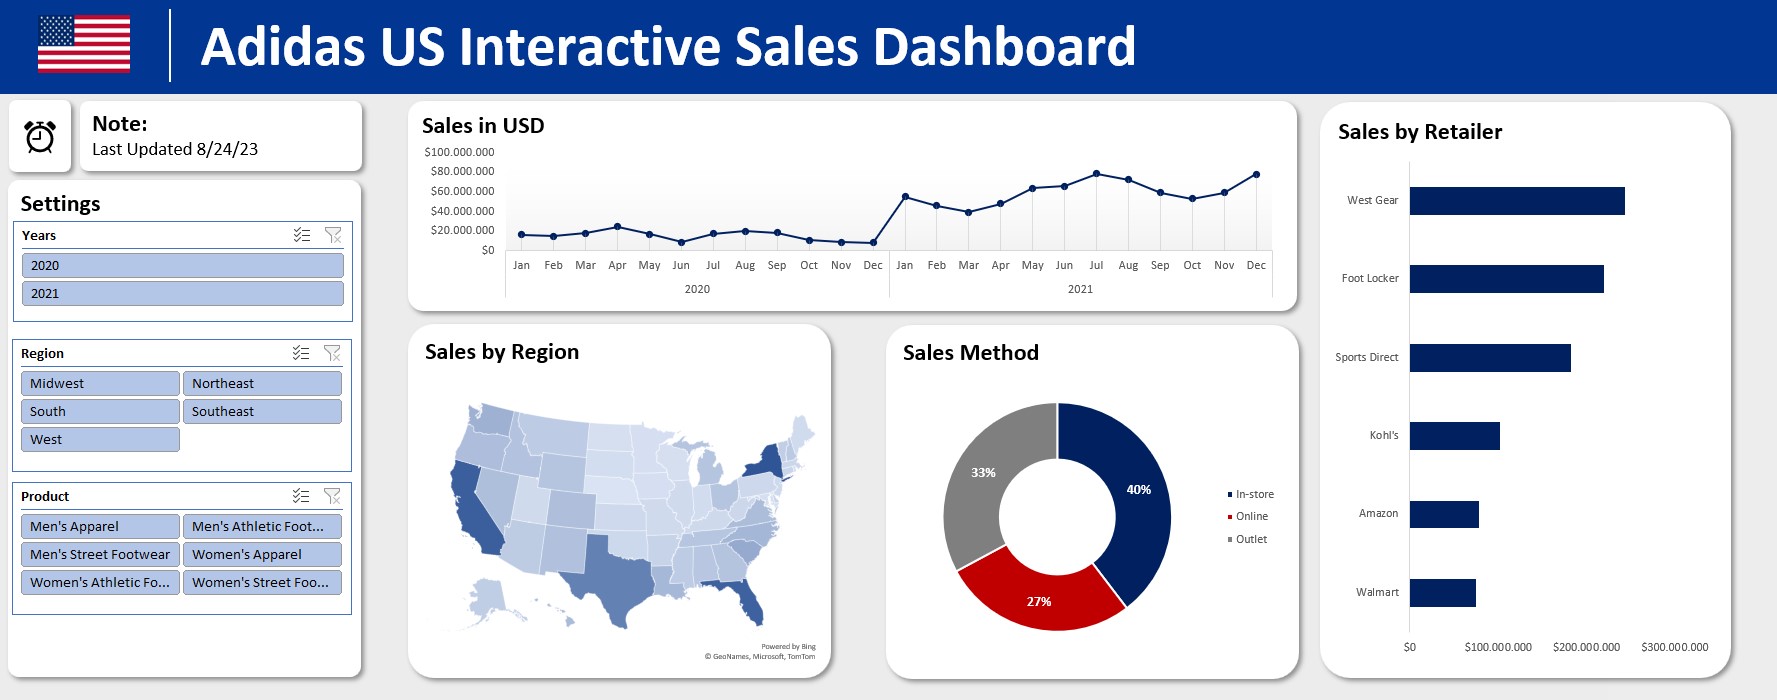 Adidas US Interactive Sales Dashboard
Note:
Last Updated 8/24/23
Settings
Years
2020
2021
Region
Midwest
Northeast
South
Southeast
West
Product
Men's Apparel
Men's Athletic Foot...
Men's Street Footwear
Women's Apparel
Women's Athletic Fo...
Women's Street Foo...
Sales in USD
$100.000.000
$80.000.000
$60.000.000
$40.000.000
$20.000.000
$0
Jan Feb Mar Apr May Jun Jul Aug Sep Oct Nov Dec Jan Feb Mar Apr May Jun Jul Aug Sep Oct Nov Dec
2020 2021
Sales by Region
Powered by Bing
© GeoNames, Microsoft, TomTom
Sales Method
33%
40%
27%
In-store
Online
Outlet
Sales by Retailer
West Gear
Foot Locker
Sports Direct
Kohl's
Amazon
Walmart
$0 $100.000.000 $200.000.000 $300.000.000